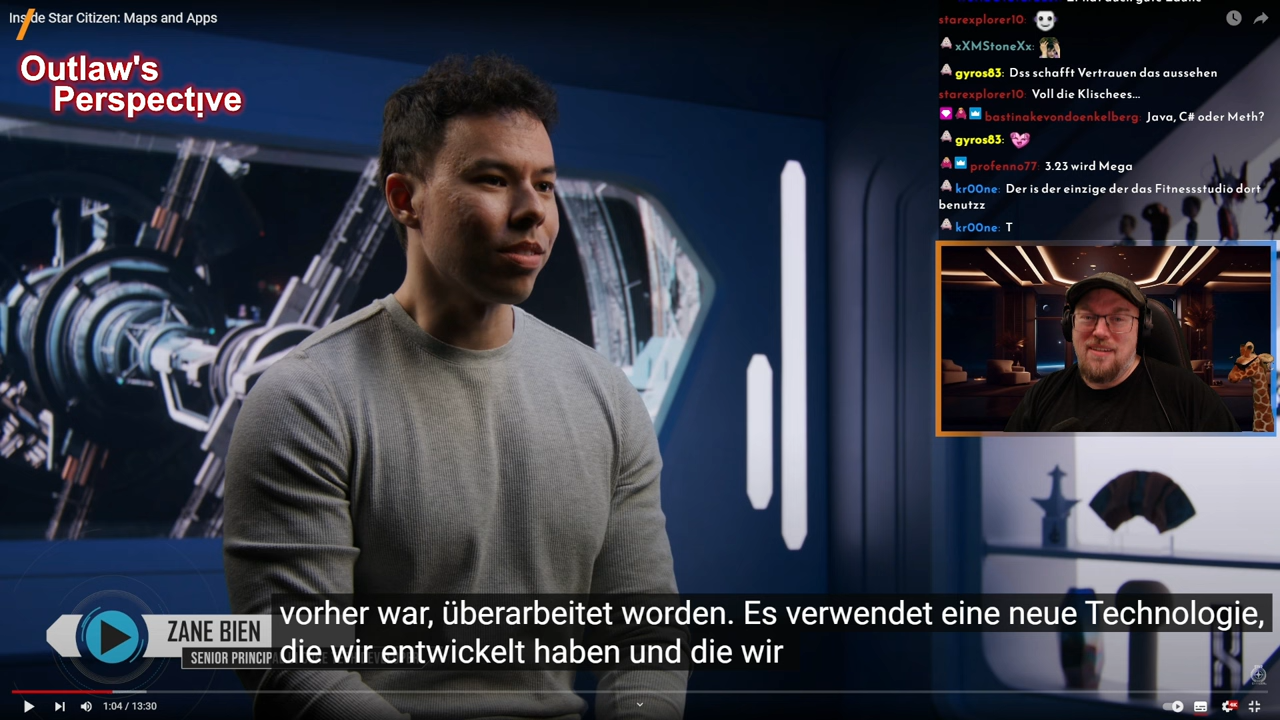 Inside Star Citizen: Maps and Apps
Outlaw's
Perspective
starexplorer10:
xXMStoneXx:
gyros83: Dss schafft Vertrauen das aussehen
starexplorer10: Voll die Klischees...
bastinakevondoenkelberg: Java, C# oder Meth?
gyros83:
profenno77: 3.23 wird Mega
kr00ne: Der is der einzige der das Fitnessstudio dort
benutzz
kr00ne: T
ZANE BIEN
SENIOR
vorher war, überarbeitet worden. Es verwendet eine neue Technologie,
die wir entwickelt haben und die wir
1:04 / 13:30